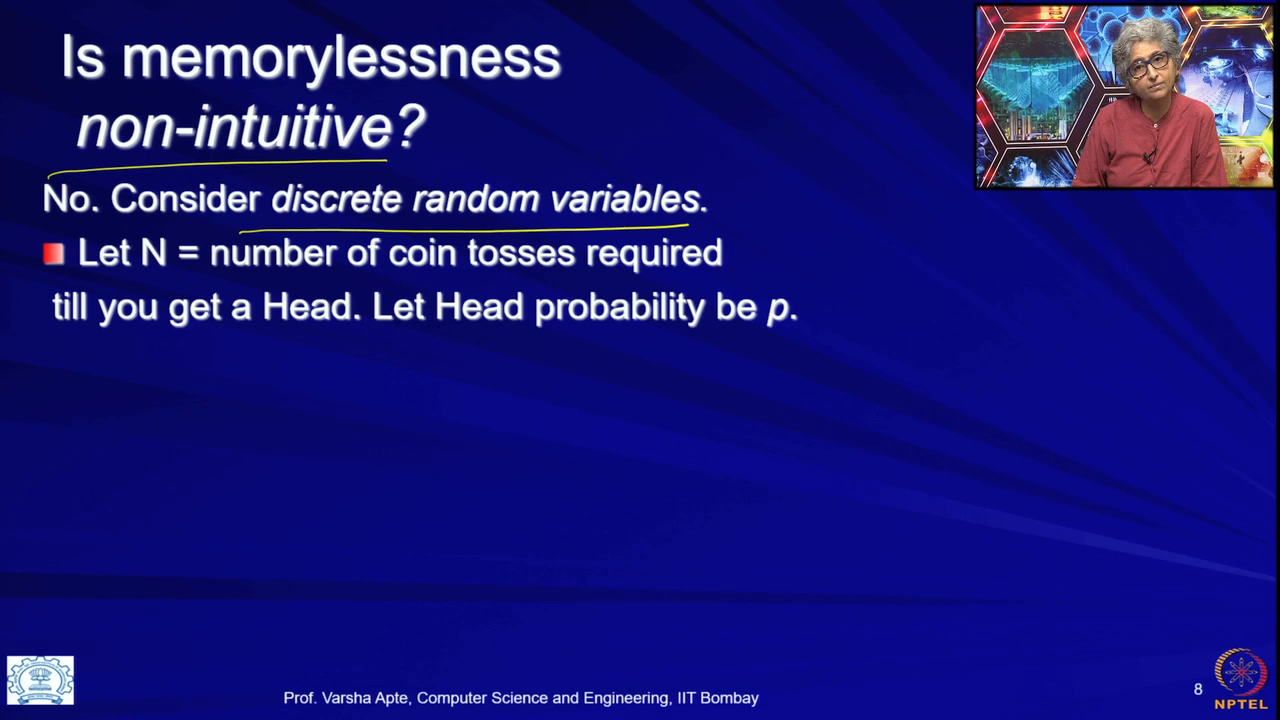 Is memorylessness
non-intuitive?
No. Consider discrete random variables.
Let N = number of coin tosses required
till you get a Head. Let Head probability be p.
Prof. Varsha Apte, Computer Science and Engineering, IIT Bombay
8
NPTEL